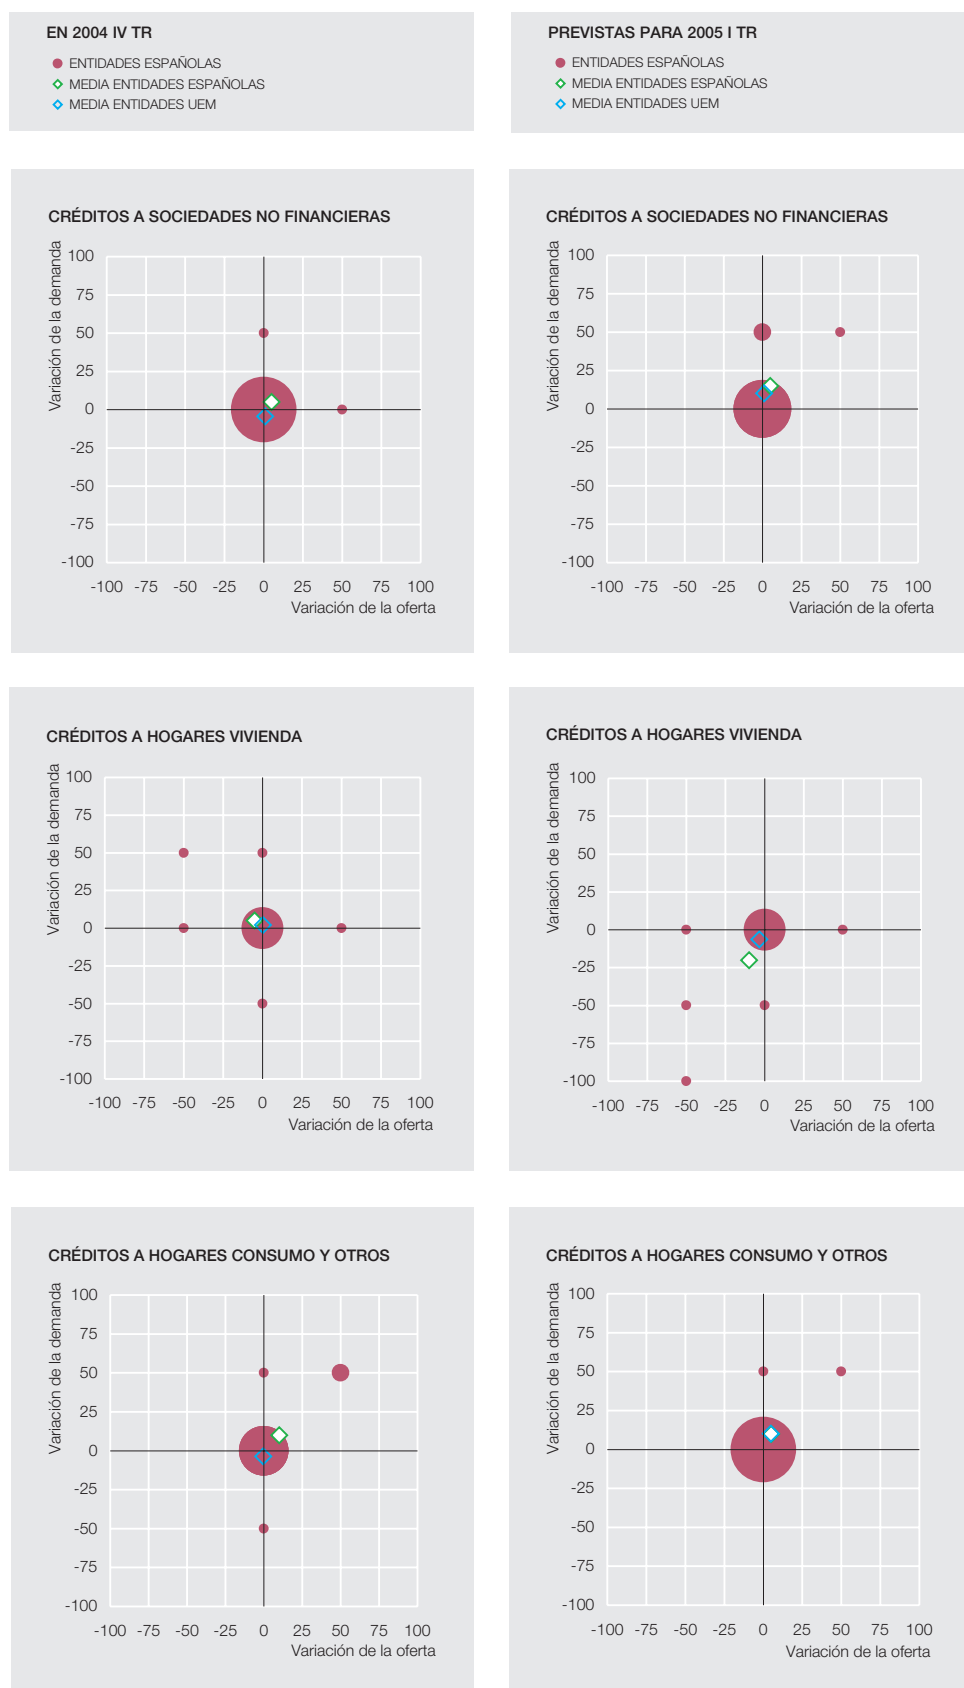 EN 2004 IV TR
ENTIDADES ESPAÑOLAS
MEDIA ENTIDADES ESPAÑOLAS
MEDIA ENTIDADES UEM
PREVISTAS PARA 2005 I TR
ENTIDADES ESPAÑOLAS
MEDIA ENTIDADES ESPAÑOLAS
MEDIA ENTIDADES UEM
CRÉDITOS A SOCIEDADES NO FINANCIERAS
Variación de la demanda
100
75
50
25
0
-25
-50
-75
-100
-100 -75 -50 -25 0 25 50 75 100
Variación de la oferta
CRÉDITOS A SOCIEDADES NO FINANCIERAS
Variación de la demanda
100
75
50
25
0
-25
-50
-75
-100
-100 -75 -50 -25 0 25 50 75 100
Variación de la oferta
CRÉDITOS A HOGARES VIVIENDA
Variación de la demanda
100
75
50
25
0
-25
-50
-75
-100
-100 -75 -50 -25 0 25 50 75 100
Variación de la oferta
CRÉDITOS A HOGARES VIVIENDA
Variación de la demanda
100
75
50
25
0
-25
-50
-75
-100
-100 -75 -50 -25 0 25 50 75 100
Variación de la oferta
CRÉDITOS A HOGARES CONSUMO Y OTROS
Variación de la demanda
100
75
50
25
0
-25
-50
-75
-100
-100 -75 -50 -25 0 25 50 75 100
Variación de la oferta
CRÉDITOS A HOGARES CONSUMO Y OTROS
Variación de la demanda
100
75
50
25
0
-25
-50
-75
-100
-100 -75 -50 -25 0 25 50 75 100
Variación de la oferta